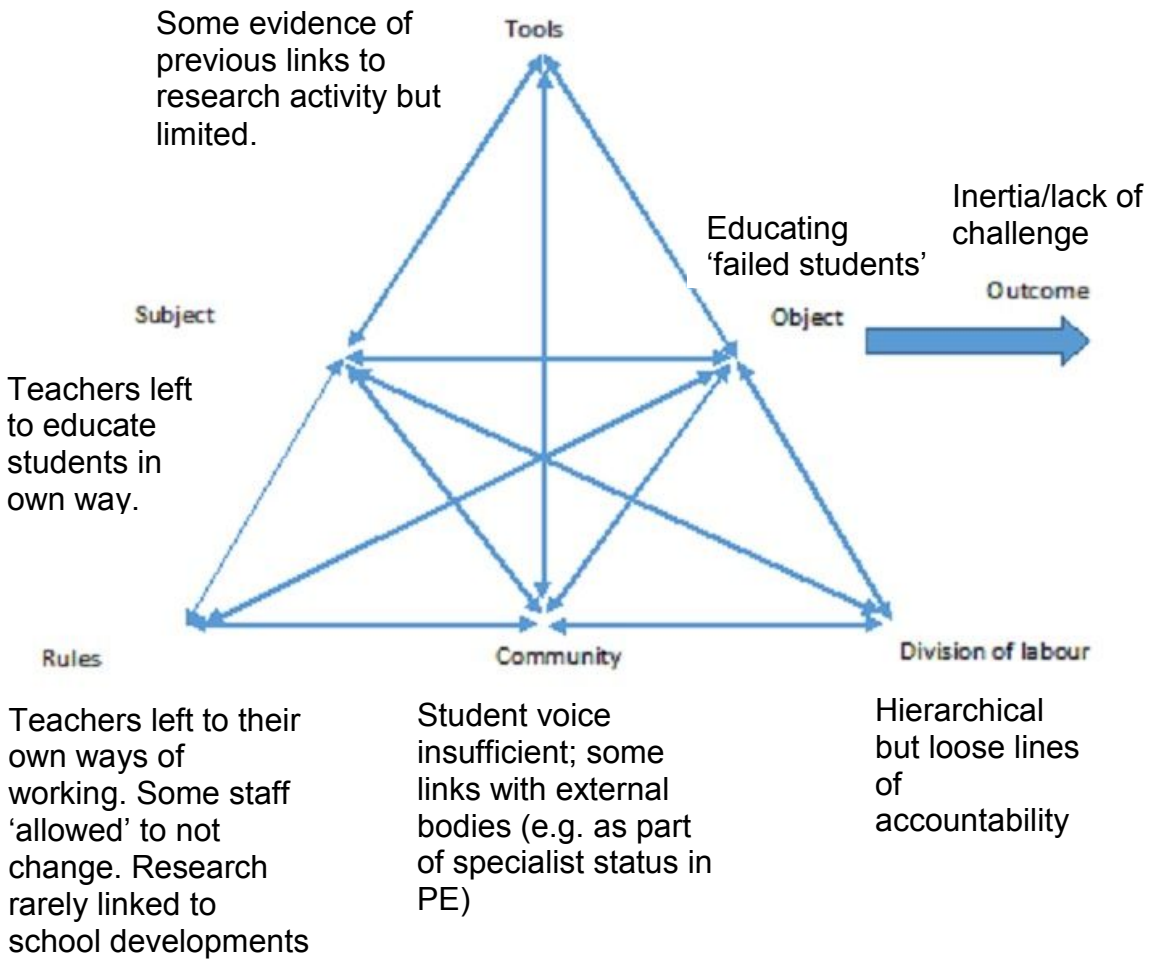 Some evidence of
previous links to
research activity but
limited.
Tools
Inertia/lack of
challenge
Educating
‘failed students’
Outcome
Subject
Object
Teachers left
to educate
students in
own way.
Rules
Community
Division of labour
Teachers left to their
own ways of
working. Some staff
‘allowed’ to not
change. Research
rarely linked to
school developments
Student voice
insufficient; some
links with external
bodies (e.g. as part
of specialist status in
PE)
Hierarchical
but loose lines
of
accountability